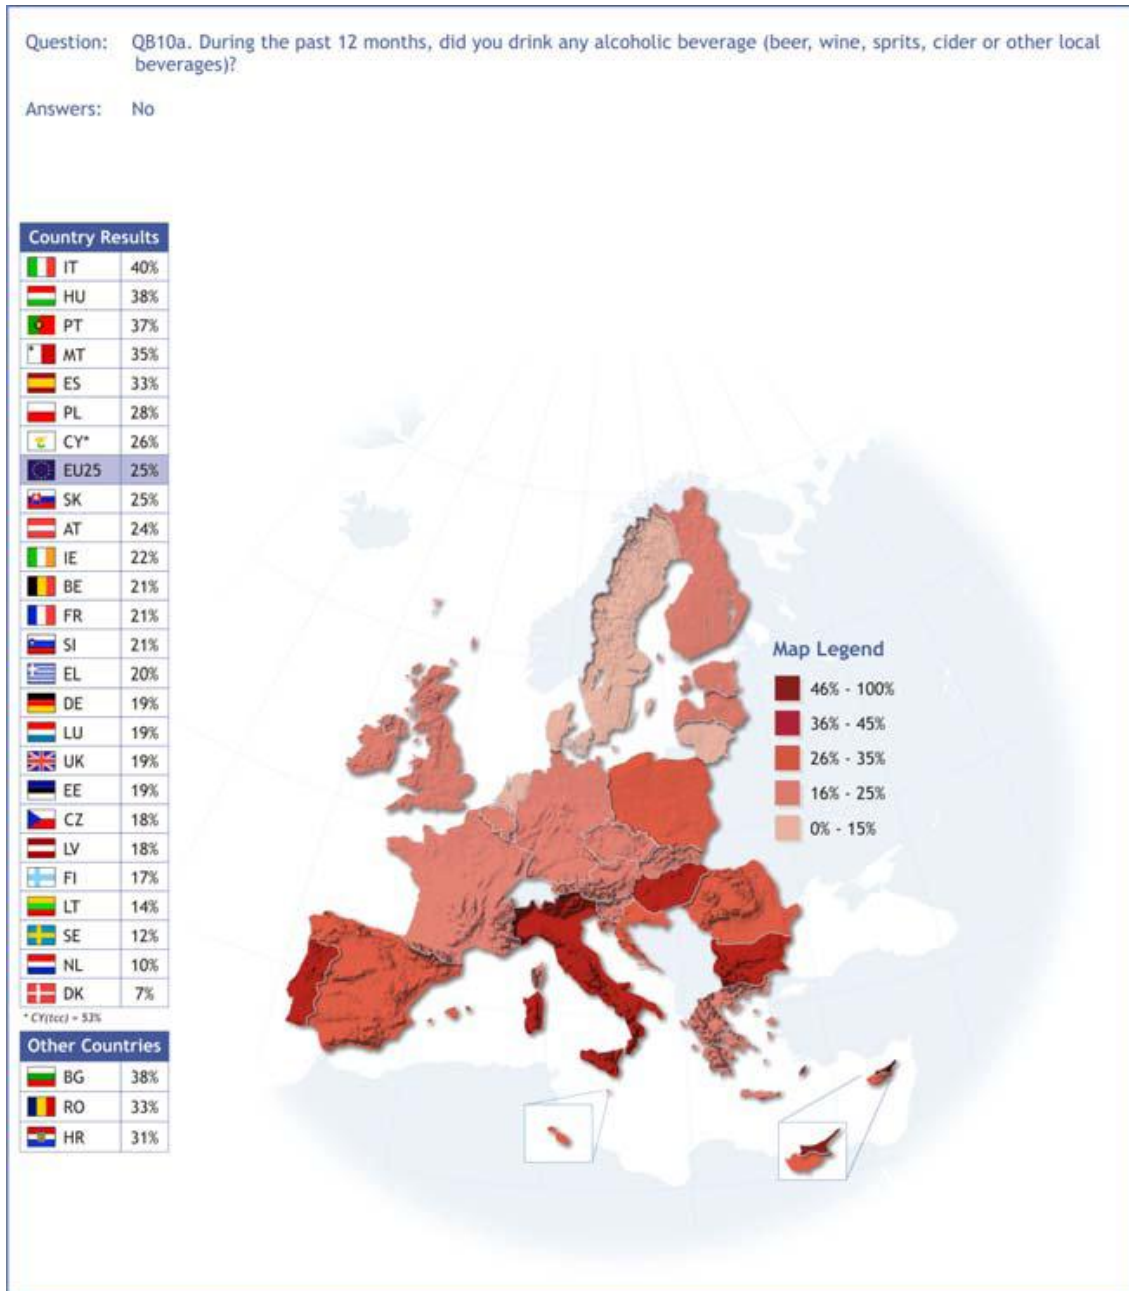 Question: QB10a. During the past 12 months, did you drink any alcoholic beverage (beer, wine, sprits, cider or other local
beverages)?
Answers: No
Country Results
IT 40%
HU 38%
PT 37%
MT 35%
ES 33%
PL 28%
CY* 26%
EU25 25%
SK 25%
AT 24%
IE 22%
BE 21%
FR 21%
SI 21%
EL 20%
DE 19%
LU 19%
UK 19%
EE 19%
CZ 18%
LV 18%
FI 17%
LT 14%
SE 12%
NL 10%
DK 7%
* CY(tcc) = 53%
Other Countries
BG 38%
RO 33%
HR 31%
Map Legend
46% - 100%
36% - 45%
26% - 35%
16% - 25%
0% - 15%